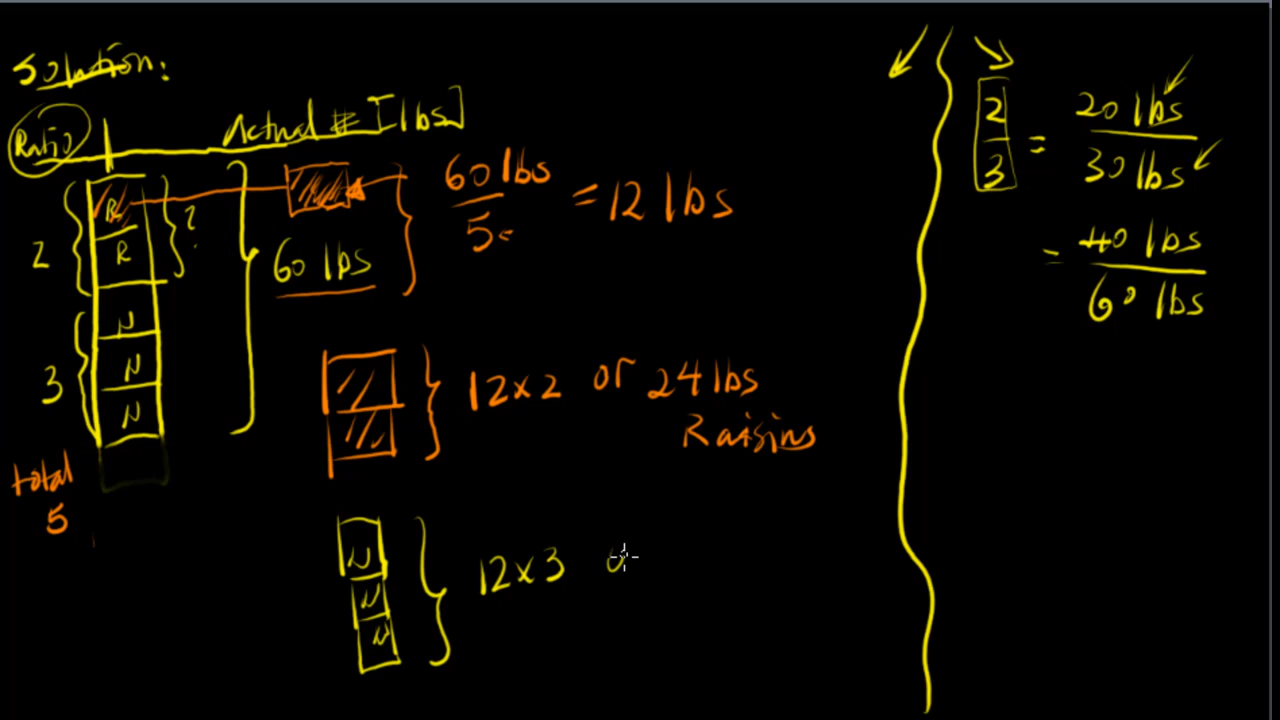 Solution:
Ratio
Actual # [lbs]
R
R
N
N
N
2
3
?
total
5
60 lbs
60 lbs
5
= 12 lbs
12 x 2 or 24 lbs
Raisins
N
N
N
12 x 3 o
2
3
=
20 lbs
30 lbs
=
40 lbs
60 lbs